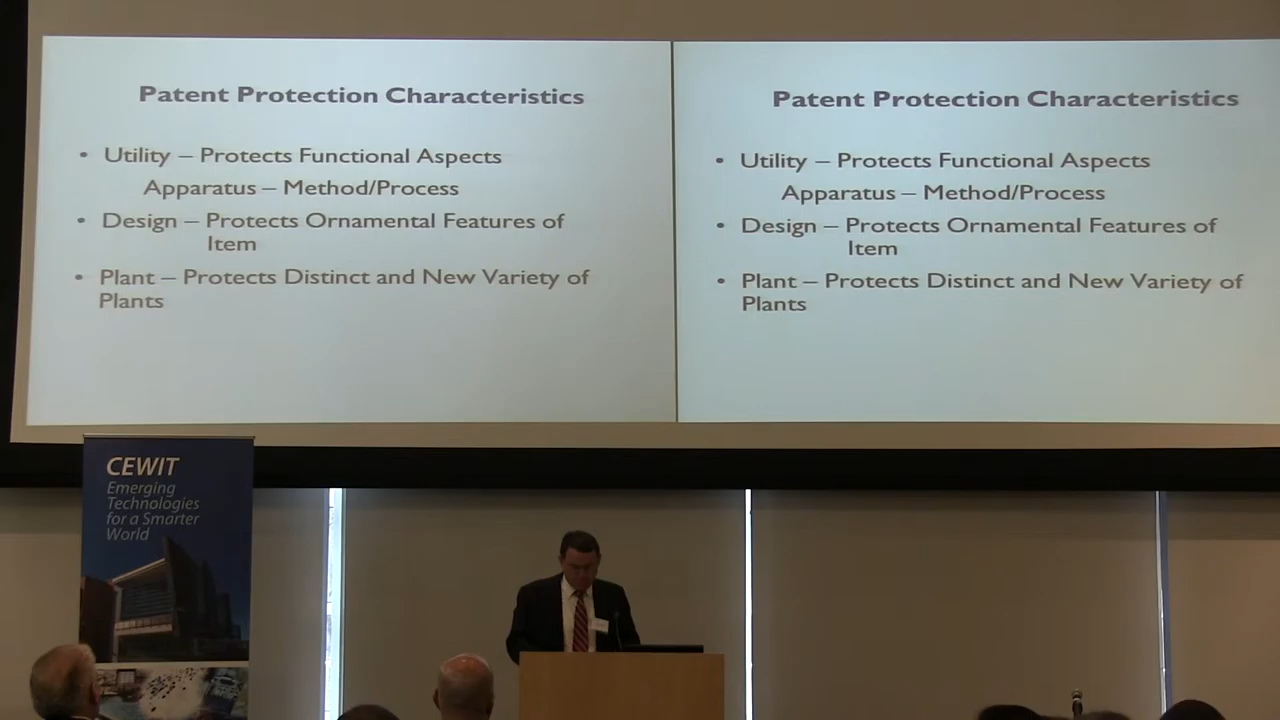 Patent Protection Characteristics
• Utility – Protects Functional Aspects
Apparatus – Method/Process
• Design – Protects Ornamental Features of
Item
• Plant – Protects Distinct and New Variety of
Plants
Patent Protection Characteristics
• Utility – Protects Functional Aspects
Apparatus – Method/Process
• Design – Protects Ornamental Features of
Item
• Plant – Protects Distinct and New Variety of
Plants
CEWIT
Emerging
Technologies
for a Smarter
World